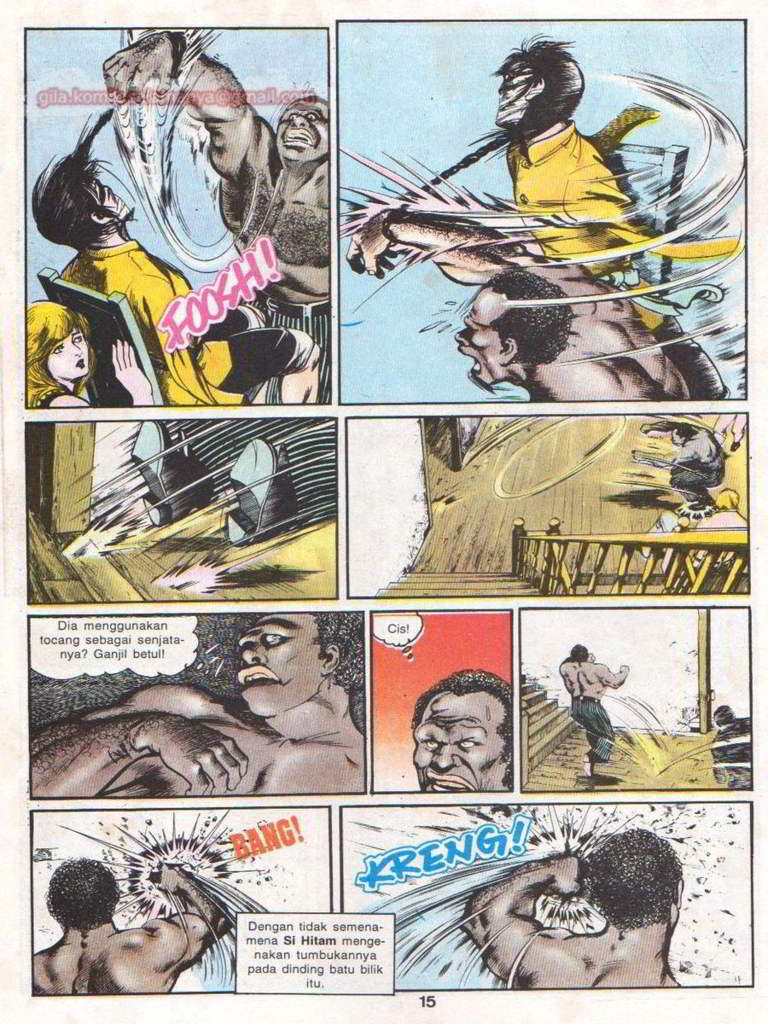 FOOSH!
Dia menggunakan
tocang sebagai senjata-
nya? Ganjil betul!
Cis!
BANG!
KRENG!
Dengan tidak semena-
mena Si Hitam menge-
nakan tumbukannya
pada dinding batu bilik
itu.
15